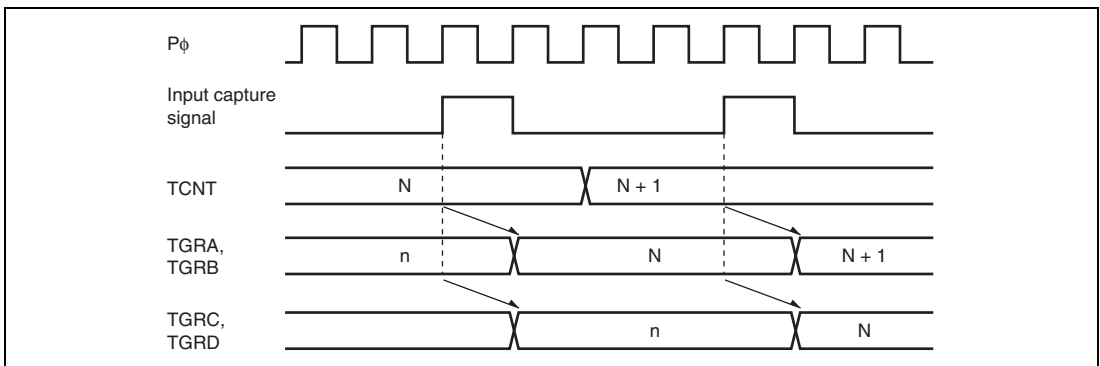 Pϕ
Input capture
signal
TCNT
N
N + 1
TGRA,
TGRB
n
N
N + 1
TGRC,
TGRD
n
N